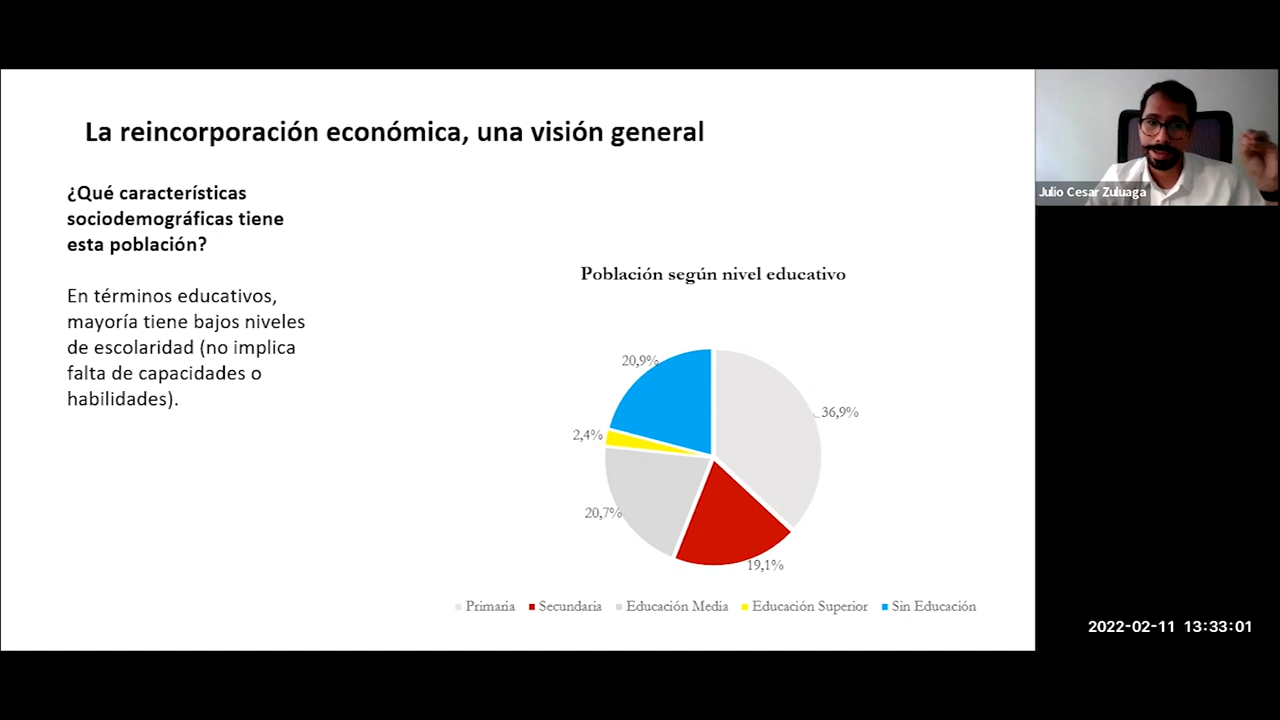 La reincorporación económica, una visión general
¿Qué características
sociodemográficas tiene
esta población?
En términos educativos,
mayoría tiene bajos niveles
de escolaridad (no implica
falta de capacidades o
habilidades).
Población según nivel educativo
20,9%
36,9%
2,4%
20,7%
19,1%
Primaria Secundaria Educación Media Educación Superior Sin Educación
Julio Cesar Zuluaga
2022-02-11 13:33:01